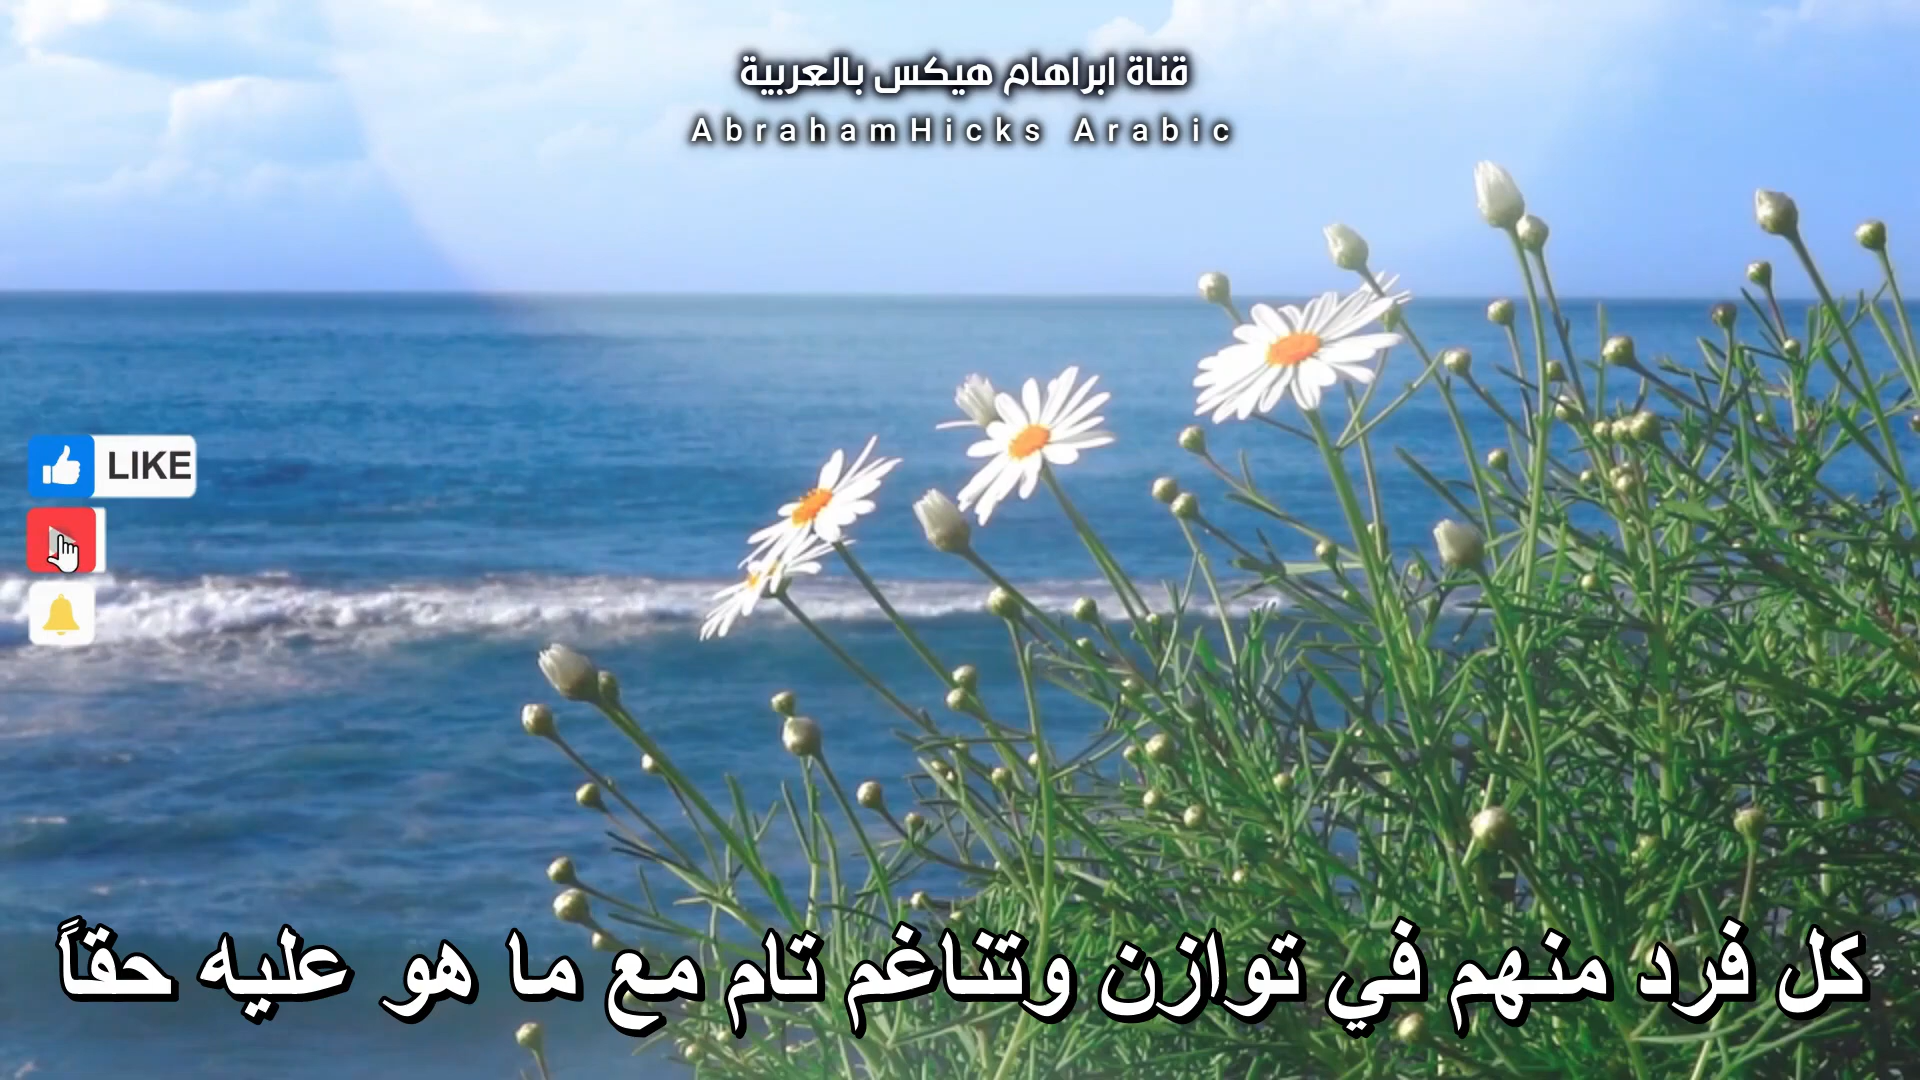 قناة ابراهام هيكس بالعربية
AbrahamHicks Arabic
LIKE
كل فرد منهم في توازن وتناغم تام مع ما هو عليه حقاً